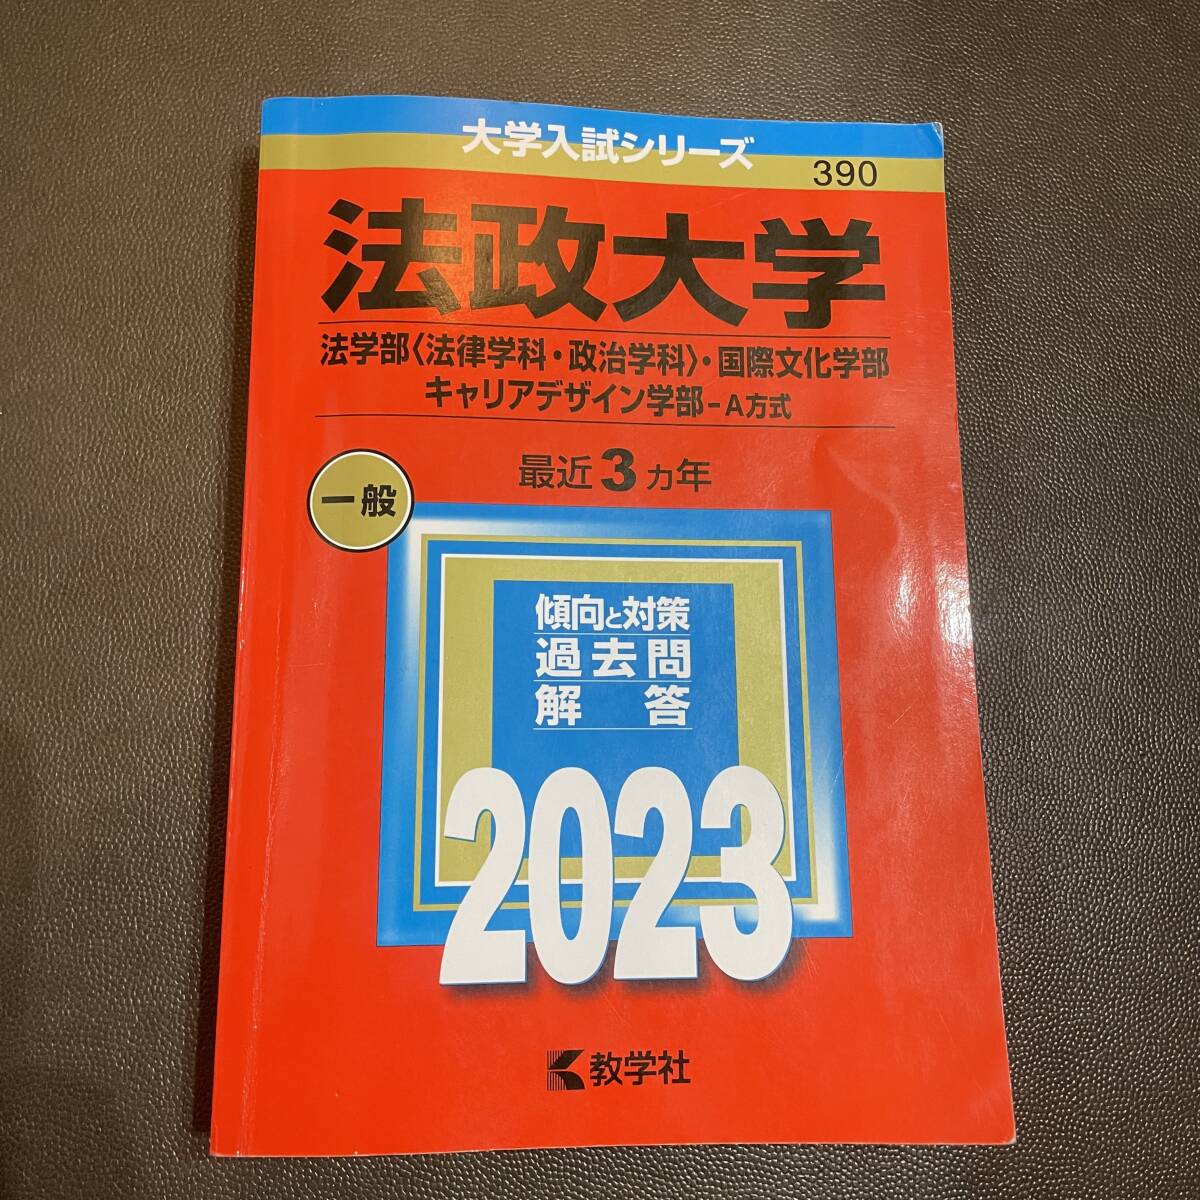 大学入試シリーズ
390
法政大学
法学部〈法律学科・政治学科〉・国際文化学部
キャリアデザイン学部－A方式
最近3ヵ年
一般
傾向と対策
過去問
解答
2023
教学社